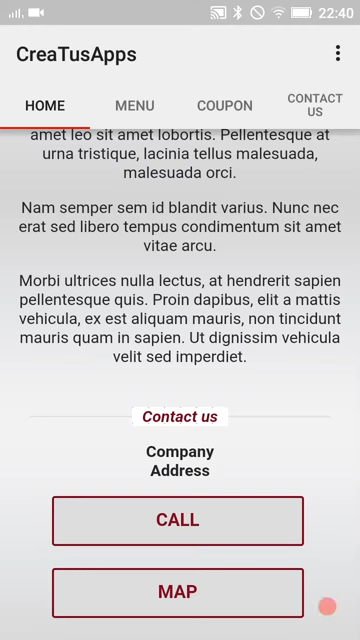 22:40
CreaTusApps
HOME
MENU
COUPON
CONTACT
US
amet leo sit amet lobortis. Pellentesque at
urna tristique, lacinia tellus malesuada,
malesuada orci.
Nam semper sem id blandit varius. Nunc nec
erat sed libero tempus condimentum sit amet
vitae arcu.
Morbi ultrices nulla lectus, at hendrerit sapien
pellentesque quis. Proin dapibus, elit a mattis
vehicula, ex est aliquam mauris, non tincidunt
mauris quam in sapien. Ut dignissim vehicula
velit sed imperdiet.
Contact us
Company
Address
CALL
MAP